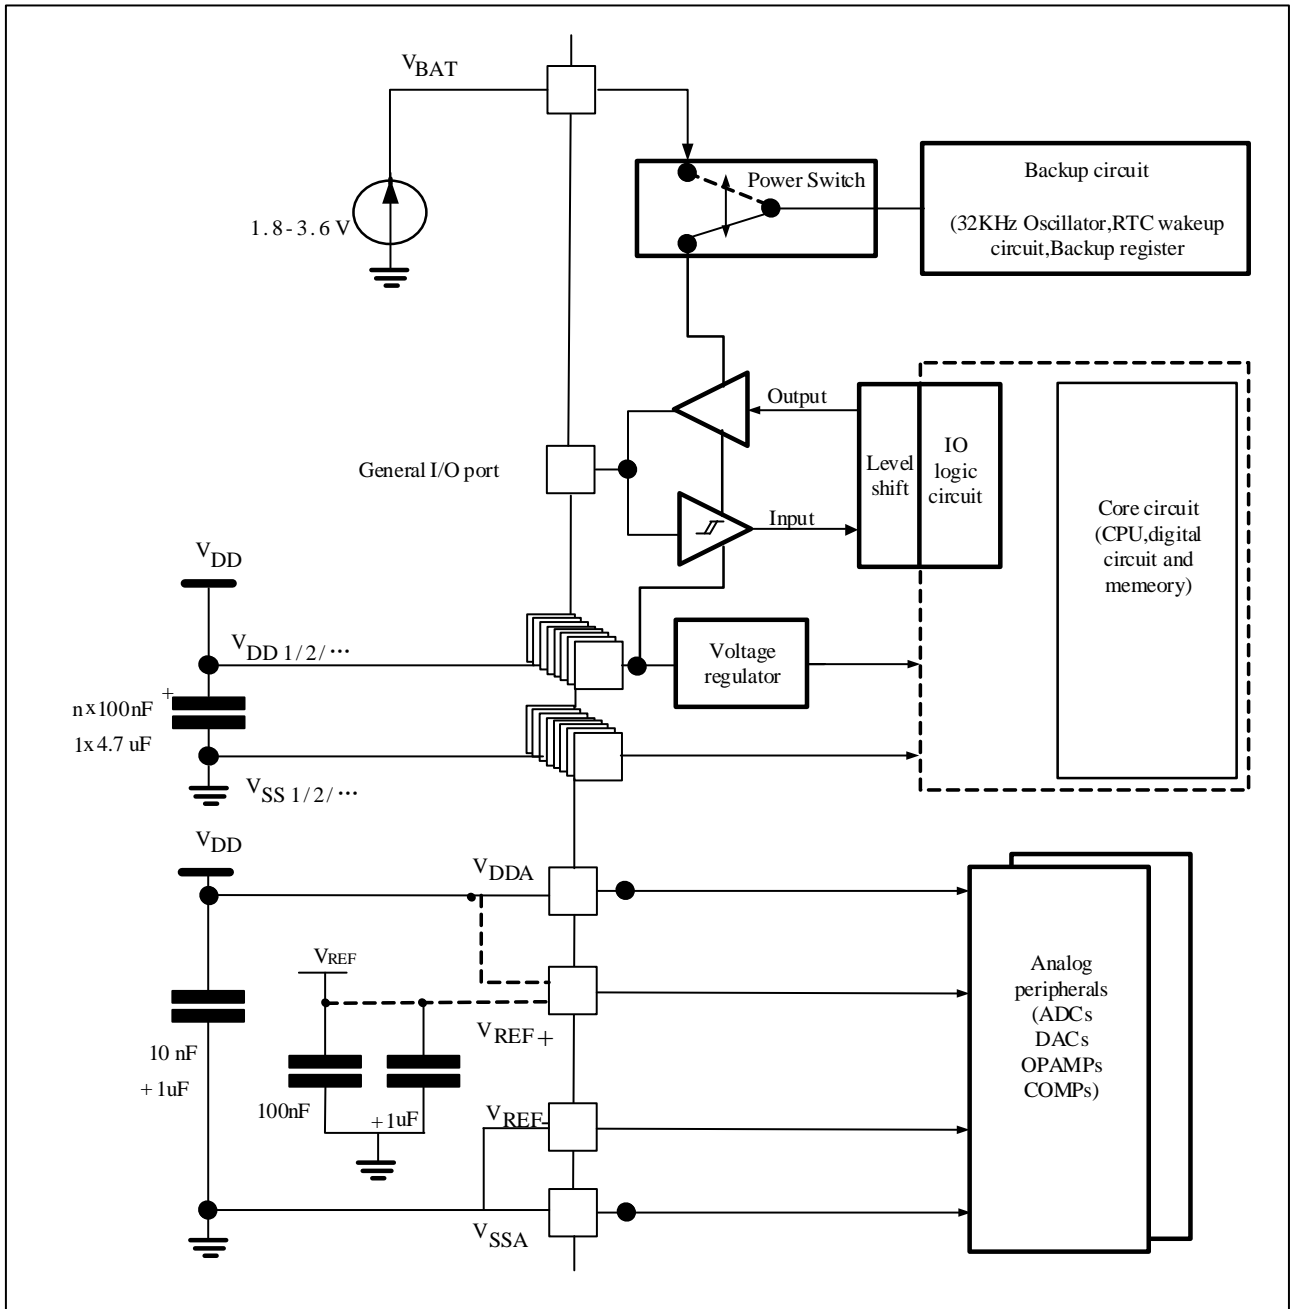 VBAT
Power Switch
Backup circuit
(32KHz Oscillator,RTC wakeup
circuit,Backup register
1.8-3.6 V
Output
General I/O port
Level
shift
IO
logic
circuit
Input
Core circuit
(CPU,digital
circuit and
memeory)
VDD
VDD 1/2/···
Voltage
regulator
n x 100nF
+
1x 4.7 uF
VSS 1/2/···
VDD
VDDA
VREF
VREF+
10 nF
+1uF
100nF
+1uF
VREF-
VSSA
Analog
peripherals
(ADCs
DACs
OPAMPs
COMPs)